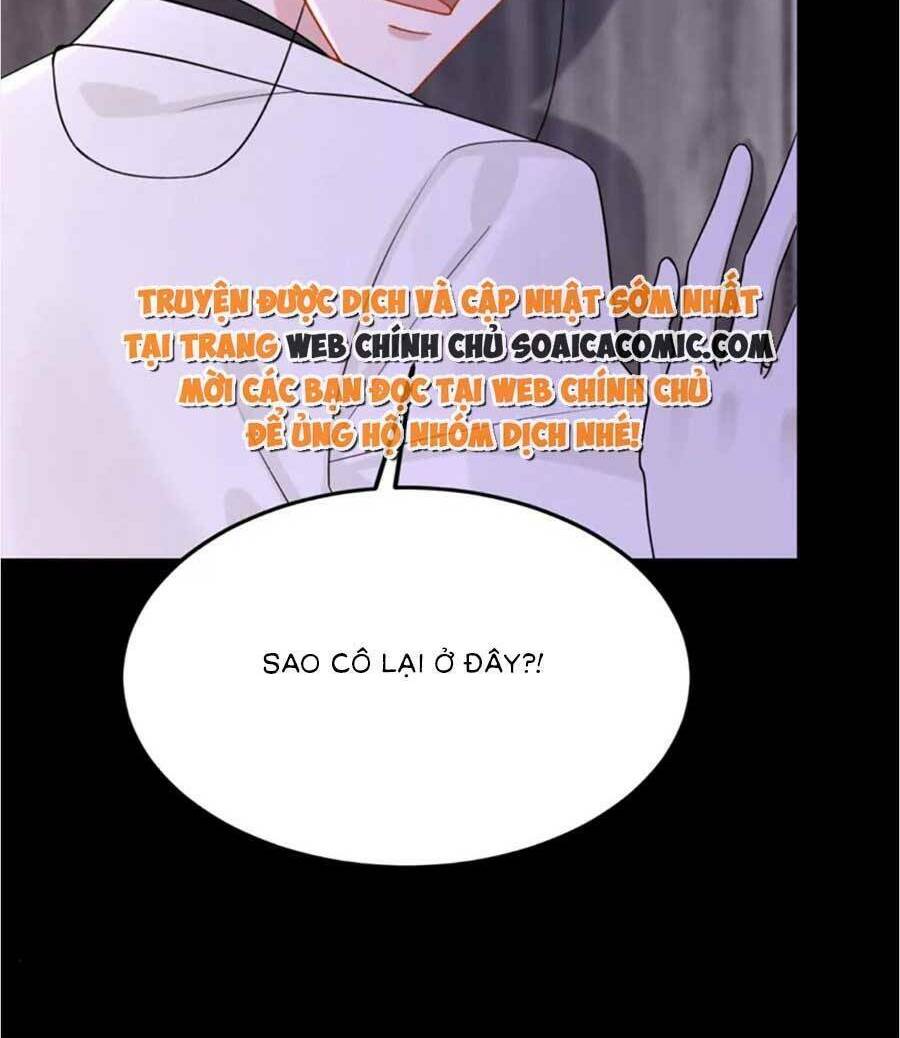 TRUYỆN ĐƯỢC DỊCH VÀ CẬP NHẬT SỚM NHẤT
TẠI TRANG WEB CHÍNH CHỦ SOAICACOMIC.COM
MỜI CÁC BẠN ĐỌC TẠI WEB CHÍNH CHỦ
ĐỂ ỦNG HỘ NHÓM DỊCH NHÉ!
SAO CÔ LẠI Ở ĐÂY?!